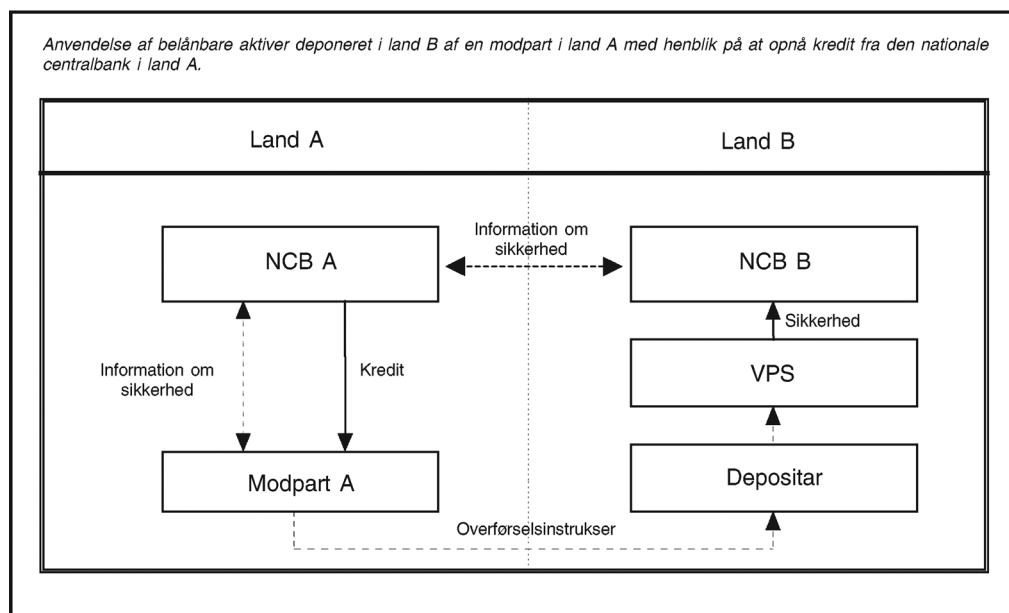 Anvendelse af belånbare aktiver deponeret i land B af en modpart i land A med henblik på at opnå kredit fra den nationale
centralbank i land A.
Land A
Land B
Information om
sikkerhed
NCB A
NCB B
Sikkerhed
Information om
sikkerhed
Kredit
VPS
Modpart A
Depositar
Overførselsinstrukser